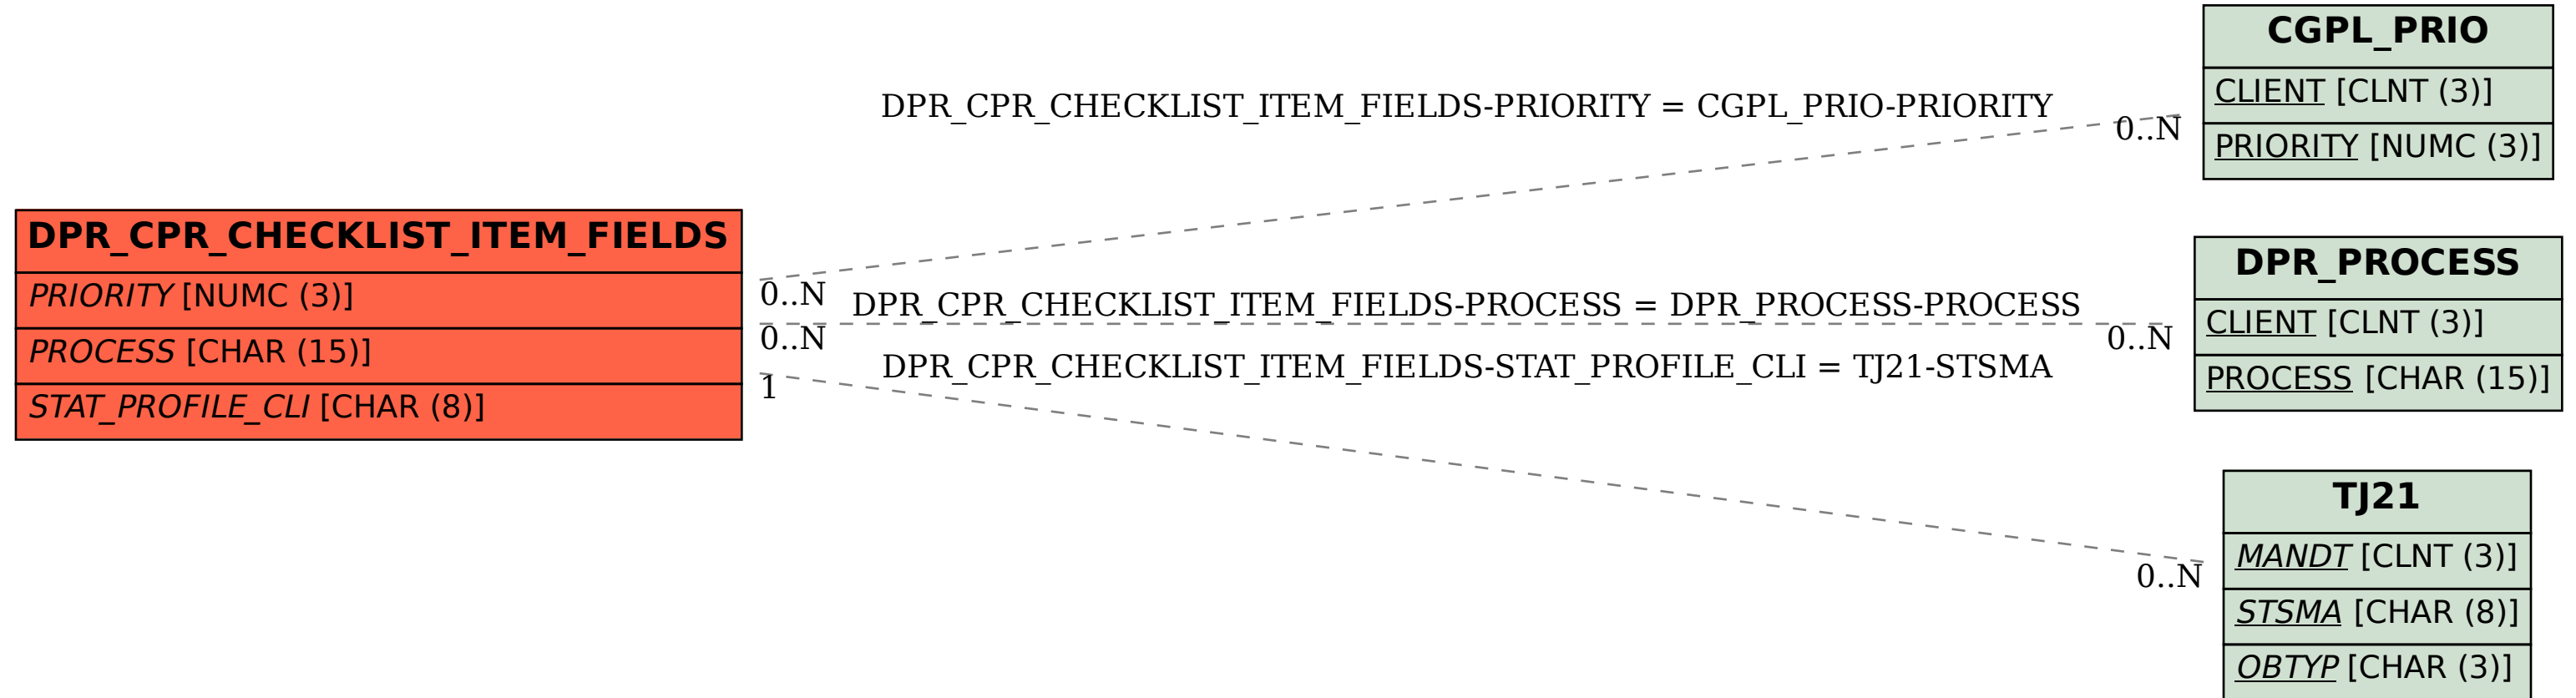 CGPL_PRIO
CLIENT [CLNT (3)]
PRIORITY [NUMC (3)]
DPR_CPR_CHECKLIST_ITEM_FIELDS-PRIORITY = CGPL_PRIO-PRIORITY
0..N
DPR_CPR_CHECKLIST_ITEM_FIELDS
PRIORITY [NUMC (3)]
PROCESS [CHAR (15)]
STAT_PROFILE_CLI [CHAR (8)]
0..N
DPR_CPR_CHECKLIST_ITEM_FIELDS-PROCESS = DPR_PROCESS-PROCESS
0..N
0..N
DPR_PROCESS
CLIENT [CLNT (3)]
PROCESS [CHAR (15)]
1
DPR_CPR_CHECKLIST_ITEM_FIELDS-STAT_PROFILE_CLI = TJ21-STSMA
0..N
TJ21
MANDT [CLNT (3)]
STSMA [CHAR (8)]
OBTYP [CHAR (3)]